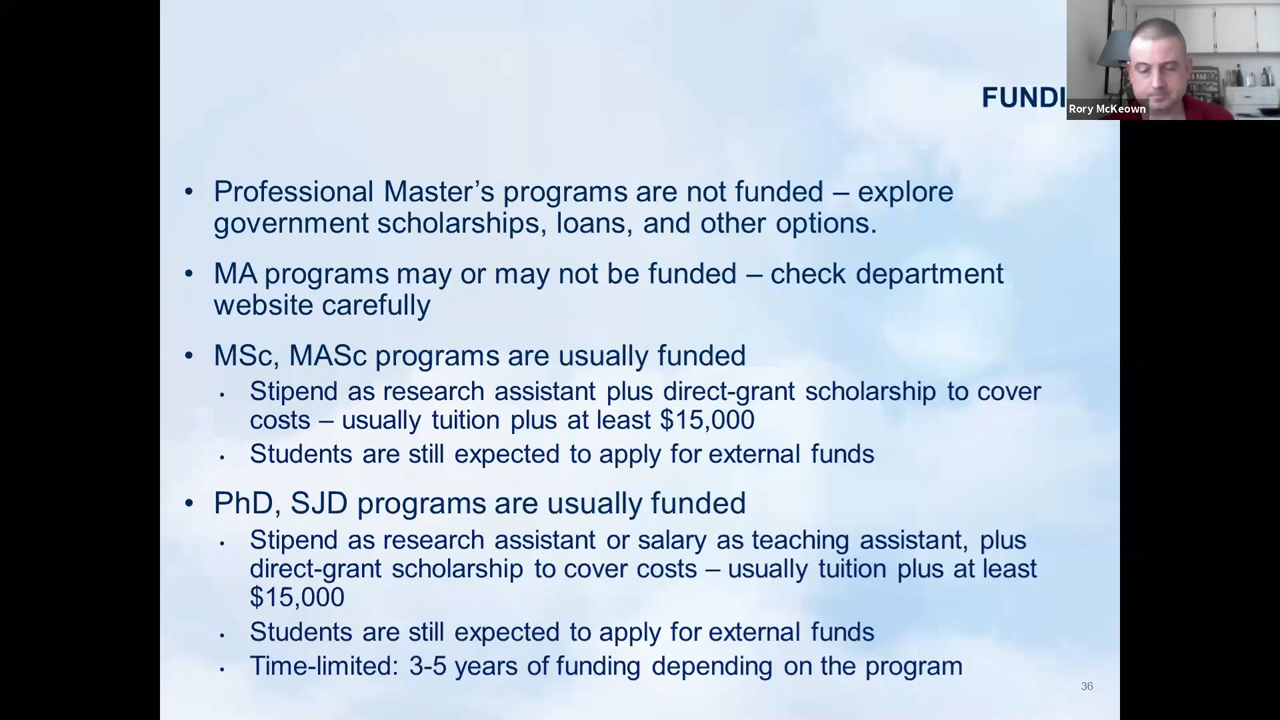 FUNDI
Rory McKeown
• Professional Master's programs are not funded – explore
government scholarships, loans, and other options.
• MA programs may or may not be funded – check department
website carefully
• MSc, MASc programs are usually funded
• Stipend as research assistant plus direct-grant scholarship to cover
costs – usually tuition plus at least $15,000
• Students are still expected to apply for external funds
• PhD, SJD programs are usually funded
• Stipend as research assistant or salary as teaching assistant, plus
direct-grant scholarship to cover costs – usually tuition plus at least
$15,000
• Students are still expected to apply for external funds
• Time-limited: 3-5 years of funding depending on the program
36